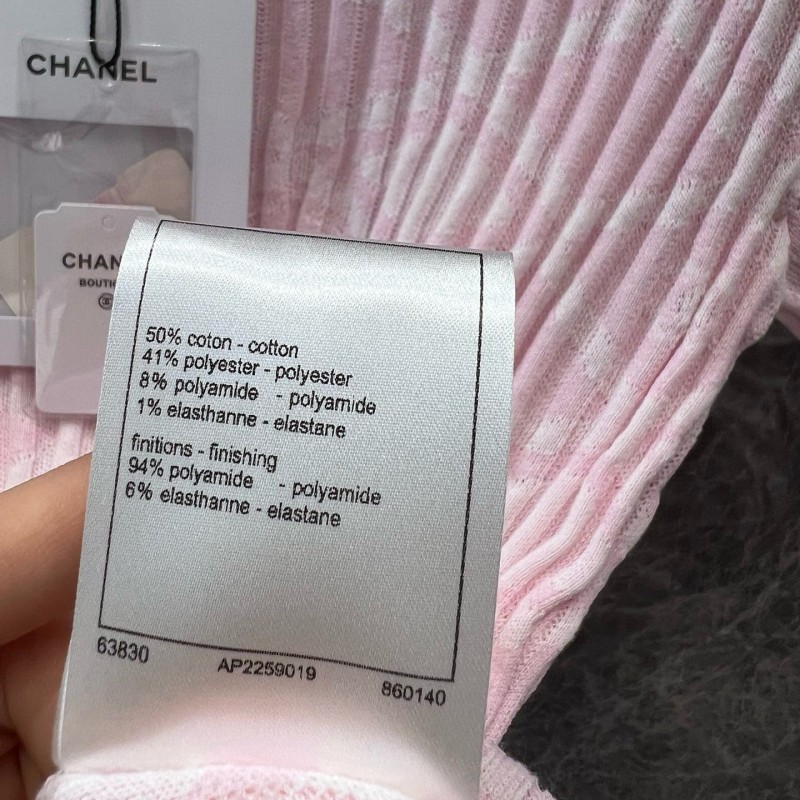 CHANEL
CHAN
50% coton - cotton
41% polyester - polyester
8% polyamide - polyamide
1% elasthanne - elastane
finitions - finishing
94% polyamide - polyamide
6% elasthanne - elastane
63830 AP2259019 860140